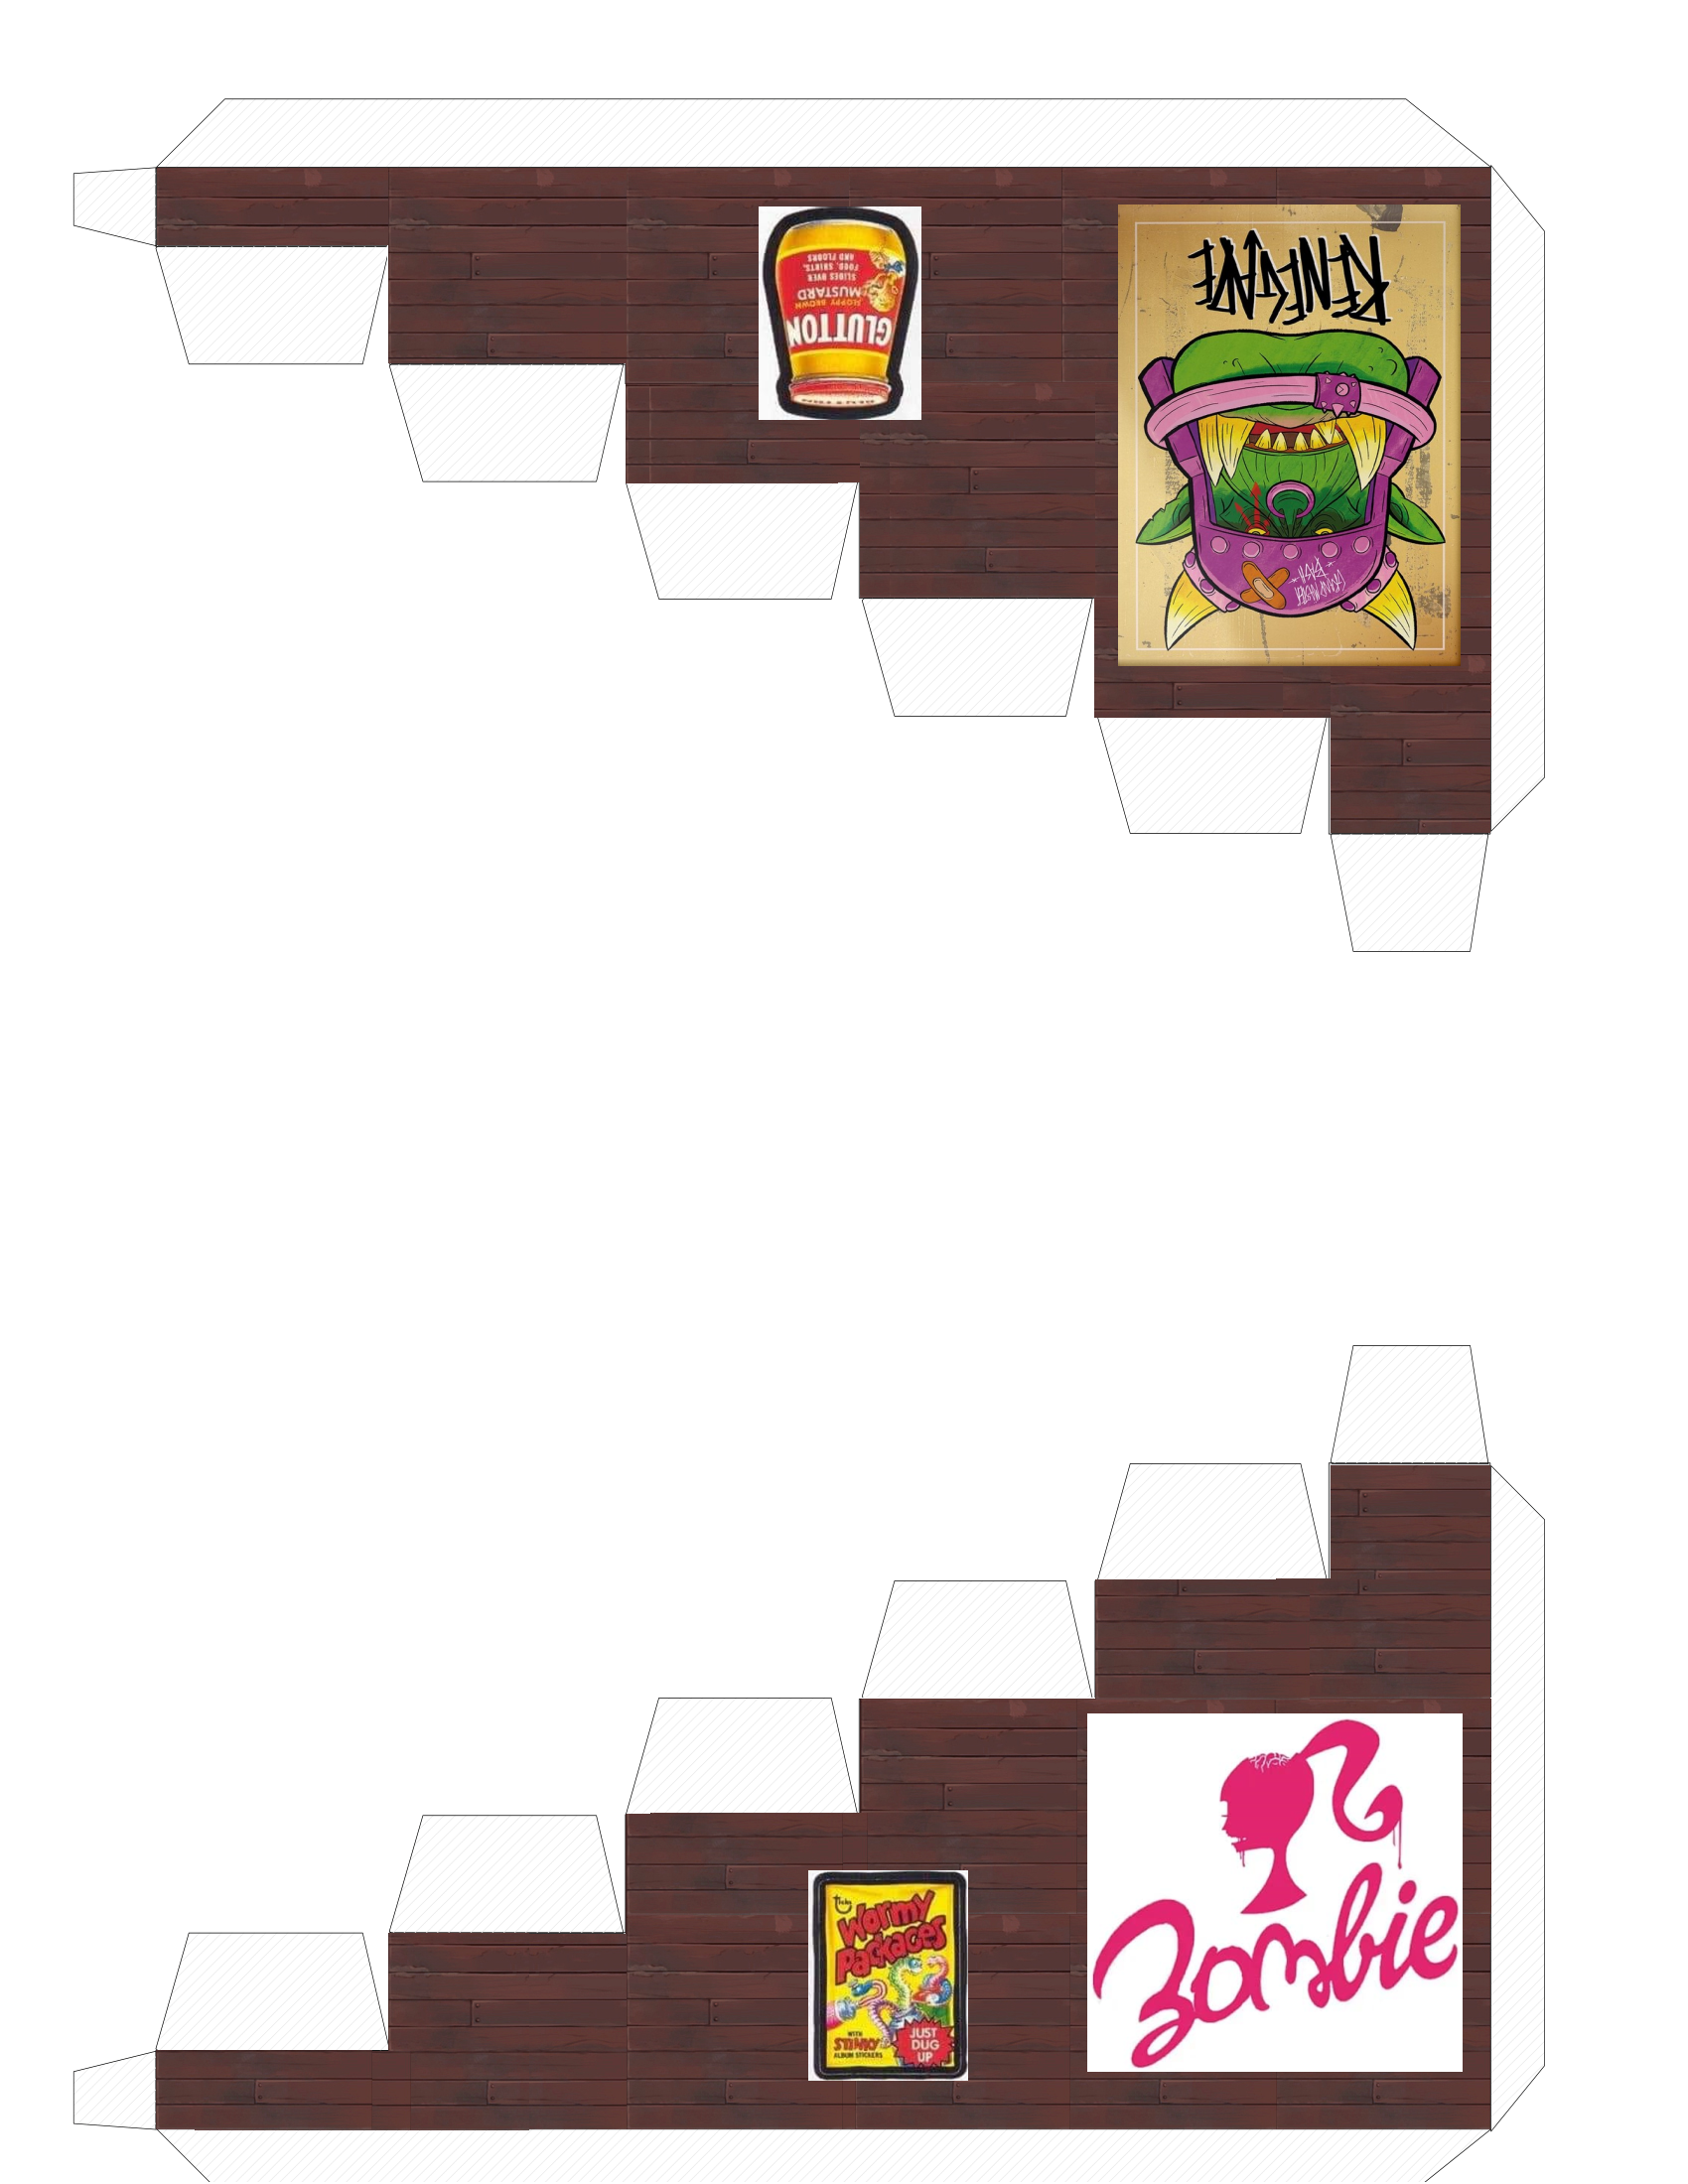 GLUTTON
GLUTTON
SLOPPY BROWN
MUSTARD
SLIDES OVER
FOOD, SHIRTS,
AND FLOORS
RENEGADE
Wormy
Packages
WITH
STINKY
ALBUM STICKERS
JUST
DUG
UP
Zombie